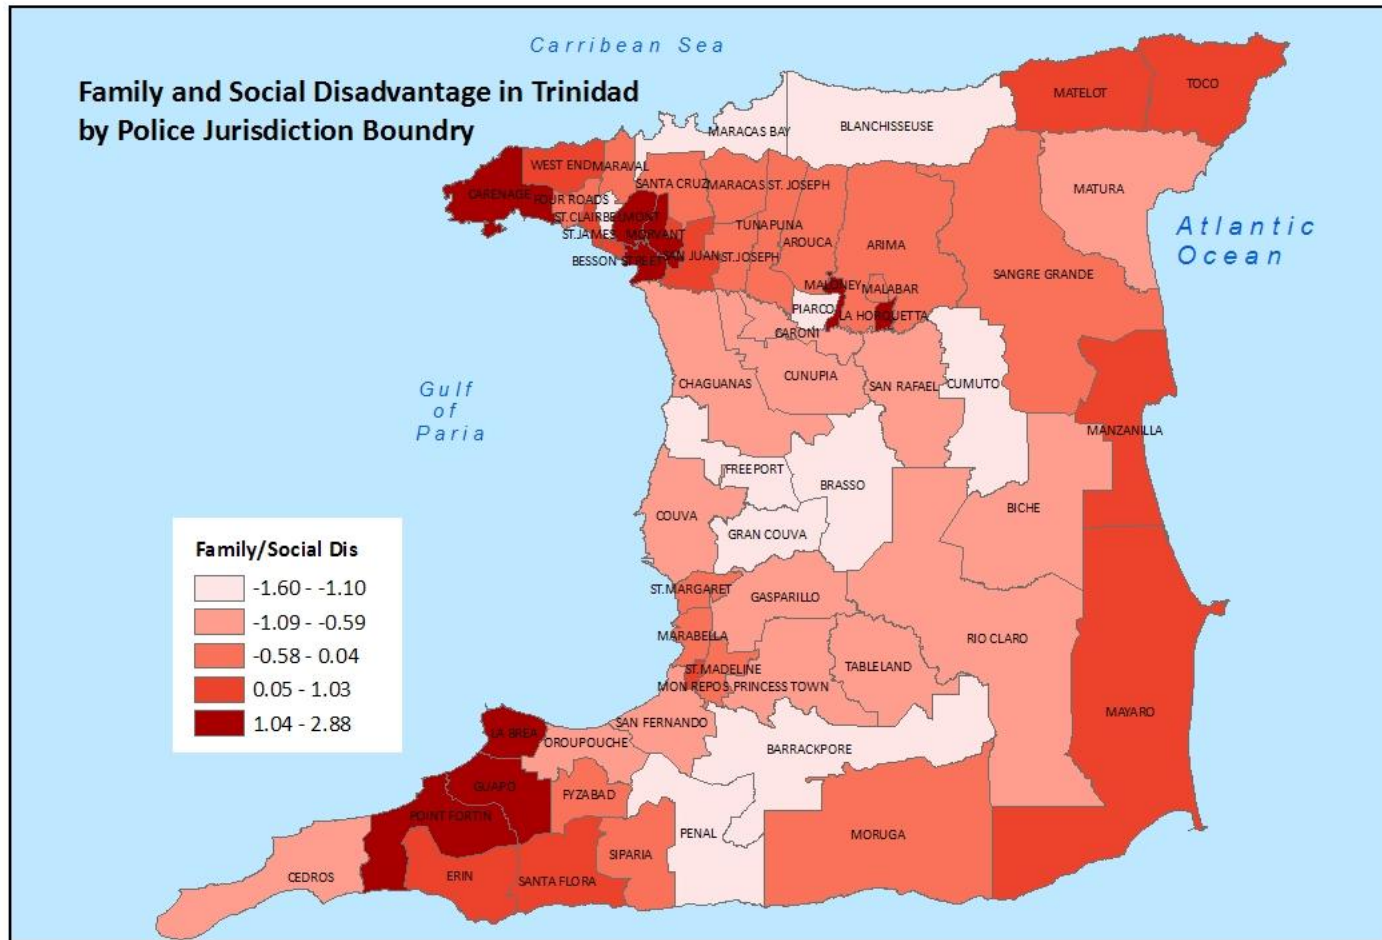 Carribean Sea
Family and Social Disadvantage in Trinidad
by Police Jurisdiction Boundry
TOCO
MATELOT
BLANCHISSEUSE
MARACAS BAY
WEST END
MARAVAL
SANTA CRUZ
MARACAS
ST. JOSEPH
MATURA
CARENAGE
FOUR ROADS
ST.CLAIR
BELMONT
ST.JAMES
MORVANT
TUNAPUNA
AROUCA
ARIMA
Atlantic
Ocean
BESSON STREET
SAN JUAN
ST.JOSEPH
SANGRE GRANDE
MALONEY
MALABAR
PIARCO
LA HORQUETTA
CARONI
CHAGUANAS
CUNUPIA
SAN RAFAEL
CUMUTO
Gulf
of
Paria
MANZANILLA
FREEPORT
BRASSO
COUVA
BICHE
GRAN COUVA
Family/Social Dis
-1.60 - -1.10
-1.09 - -0.59
-0.58 - 0.04
0.05 - 1.03
1.04 - 2.88
ST.MARGARET
GASPARILLO
MARABELLA
RIO CLARO
ST.MADELINE
TABLELAND
MON REPOS
PRINCESS TOWN
MAYARO
SAN FERNANDO
LA BREA
OROUPOUCHE
BARRACKPORE
GUAPO
FYZABAD
POINT FORTIN
PENAL
MORUGA
SIPARIA
CEDROS
ERIN
SANTA FLORA